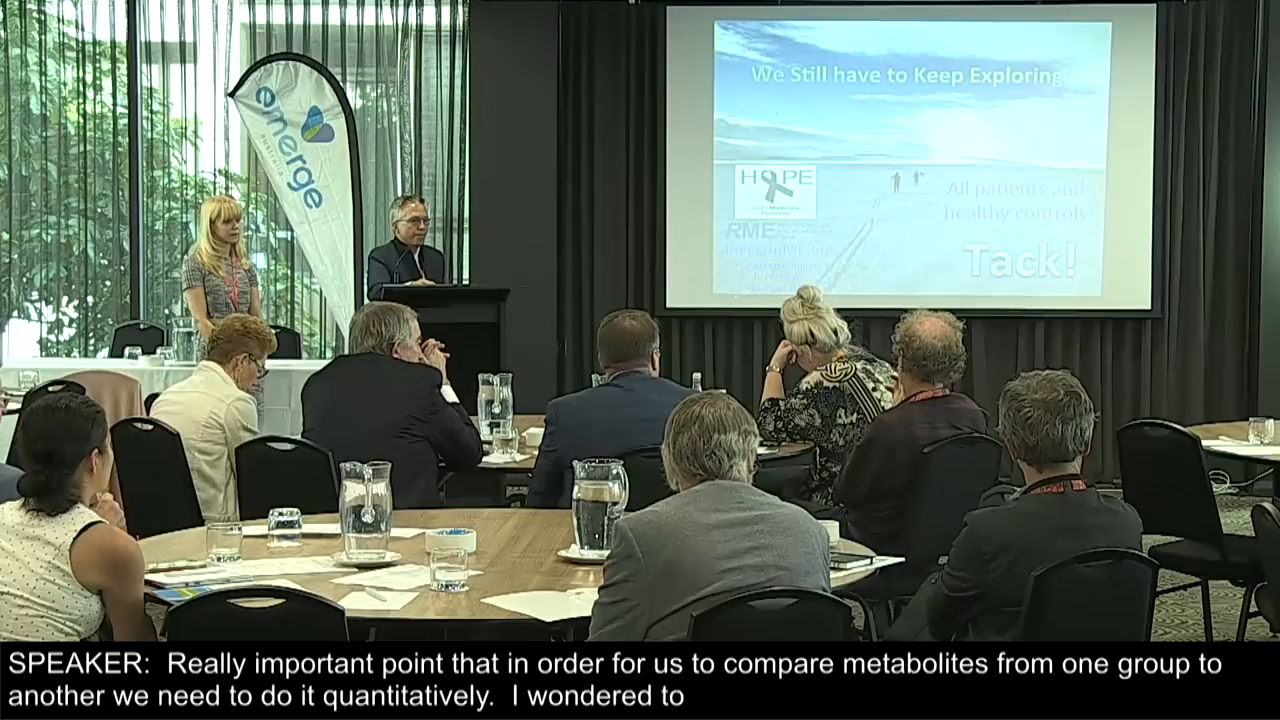 We Still have to Keep Exploring!
emerge
australia
HOPE
All patients and
healthy controls
RME
Tack!
SPEAKER:  Really important point that in order for us to compare metabolites from one group to
another we need to do it quantitatively.  I wondered to